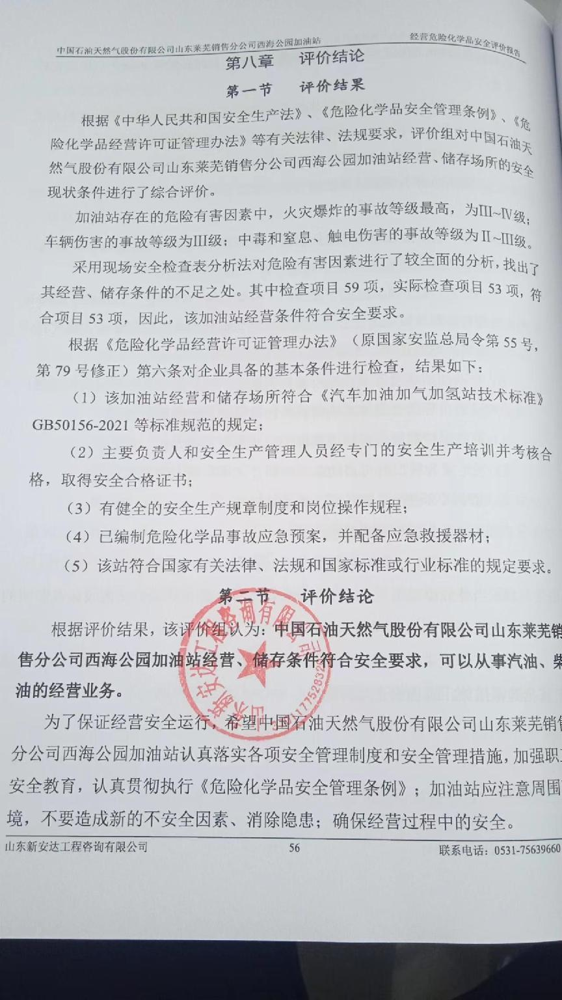 中国石油天然气股份有限公司山东莱芜销售分公司西海公园加油站 经营危险化学品安全评价报告
第八章 评价结论
第一节 评价结果
根据《中华人民共和国安全生产法》、《危险化学品安全管理条例》、《危
险化学品经营许可证管理办法》等有关法律、法规要求，评价组对中国石油天
然气股份有限公司山东莱芜销售分公司西海公园加油站经营、储存场所的安全
现状条件进行了综合评价。
加油站存在的危险有害因素中，火灾爆炸的事故等级最高，为Ⅲ~Ⅳ级；
车辆伤害的事故等级为Ⅲ级；中毒和窒息、触电伤害的事故等级为Ⅱ~Ⅲ级。
采用现场安全检查表分析法对危险有害因素进行了较全面的分析，找出了
其经营、储存条件的不足之处。其中检查项目 59 项，实际检查项目 53 项，符
合项目 53 项，因此，该加油站经营条件符合安全要求。
根据《危险化学品经营许可证管理办法》（原国家安监总局令第 55 号，
第 79 号修正）第六条对企业具备的基本条件进行检查，结果如下：
（1）该加油站经营和储存场所符合《汽车加油加气加氢站技术标准》
GB50156-2021 等标准规范的规定；
（2）主要负责人和安全生产管理人员经专门的安全生产培训并考核合
格，取得安全合格证书；
（3）有健全的安全生产规章制度和岗位操作规程；
（4）已编制危险化学品事故应急预案，并配备应急救援器材；
（5）该站符合国家有关法律、法规和国家标准或行业标准的规定要求。
第二节 评价结论
根据评价结果，该评价组认为：中国石油天然气股份有限公司山东莱芜销
售分公司西海公园加油站经营、储存条件符合安全要求，可以从事汽油、柴
油的经营业务。
山东新安达工程咨询有限公司
为了保证经营安全运行，希望中国石油天然气股份有限公司山东莱芜销售
分公司西海公园加油站认真落实各项安全管理制度和安全管理措施，加强职工
安全教育，认真贯彻执行《危险化学品安全管理条例》；加油站应注意周围
境，不要造成新的不安全因素、消除隐患；确保经营过程中的安全。
山东新安达工程咨询有限公司 56 联系电话：0531-75639660